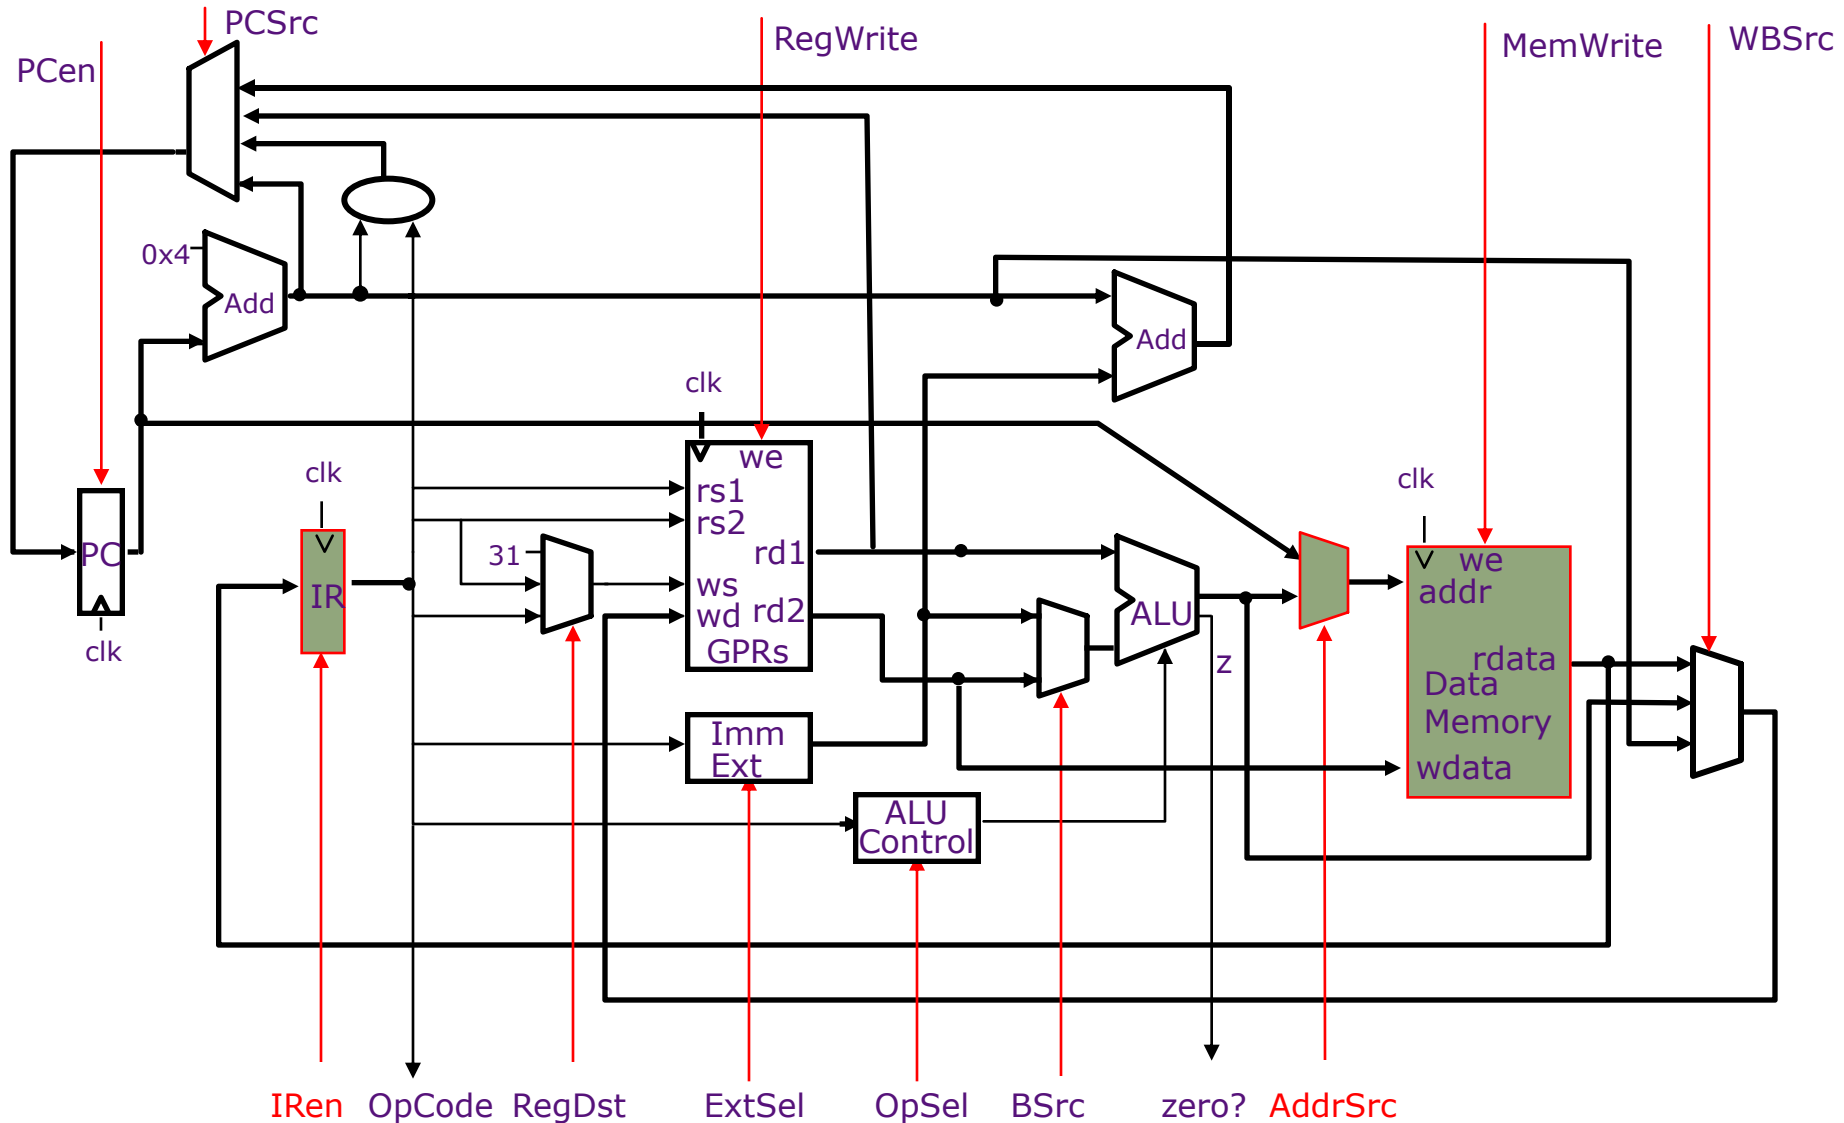 PCSrc
RegWrite
MemWrite
WBSrc
PCen
0x4
Add
Add
clk
clk
clk
we
rs1
rs2
rd1
31
ws
wd
rd2
GPRs
PC
clk
IR
ALU
z
we
addr
rdata
Data
Memory
wdata
Imm
Ext
ALU
Control
IRen
OpCode
RegDst
ExtSel
OpSel
BSrc
zero?
AddrSrc